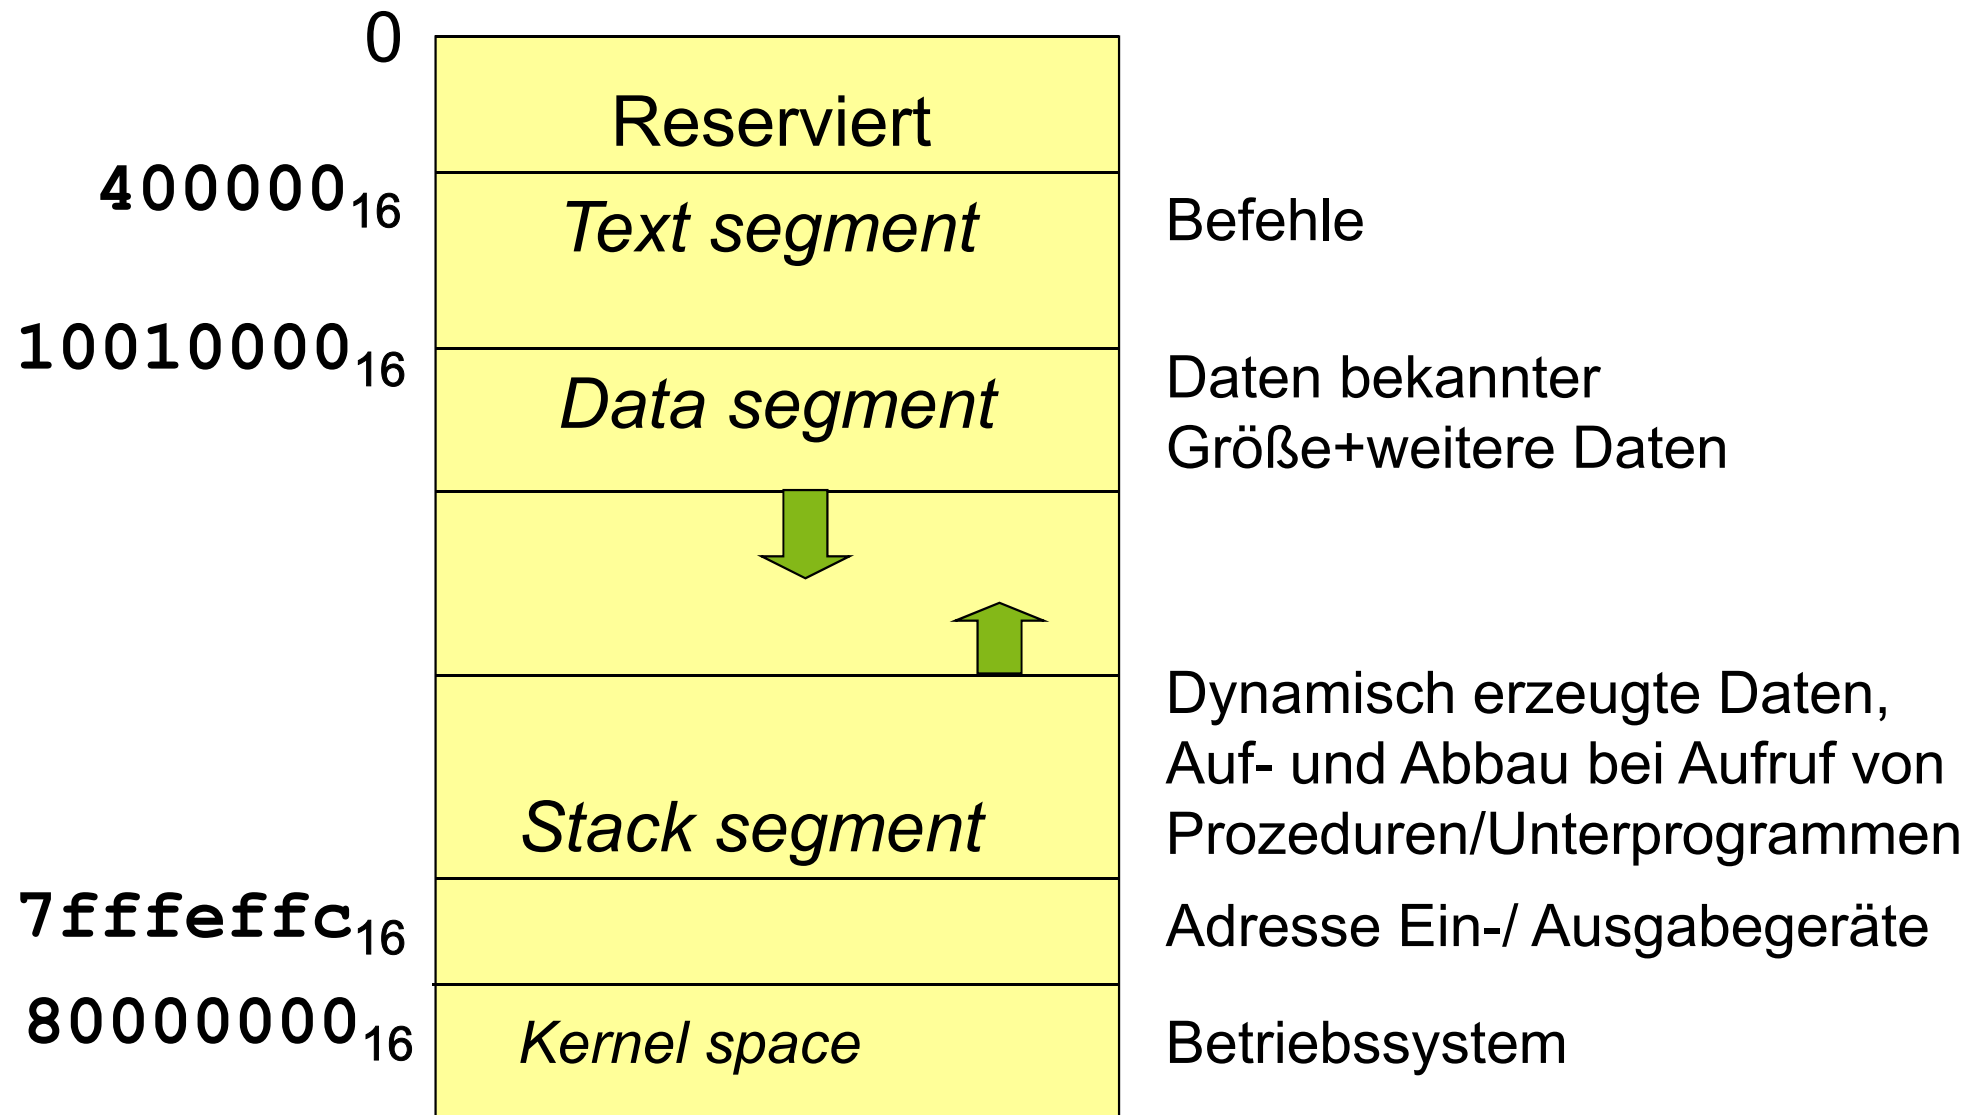 0
Reserviert
400000₁₆
Text segment
Befehle
10010000₁₆
Data segment
Daten bekannter
Größe+weitere Daten
Dynamisch erzeugte Daten,
Auf- und Abbau bei Aufruf von
Stack segment
Prozeduren/Unterprogrammen
7fffeffc₁₆
Adresse Ein-/ Ausgabegeräte
80000000₁₆
Kernel space
Betriebssystem